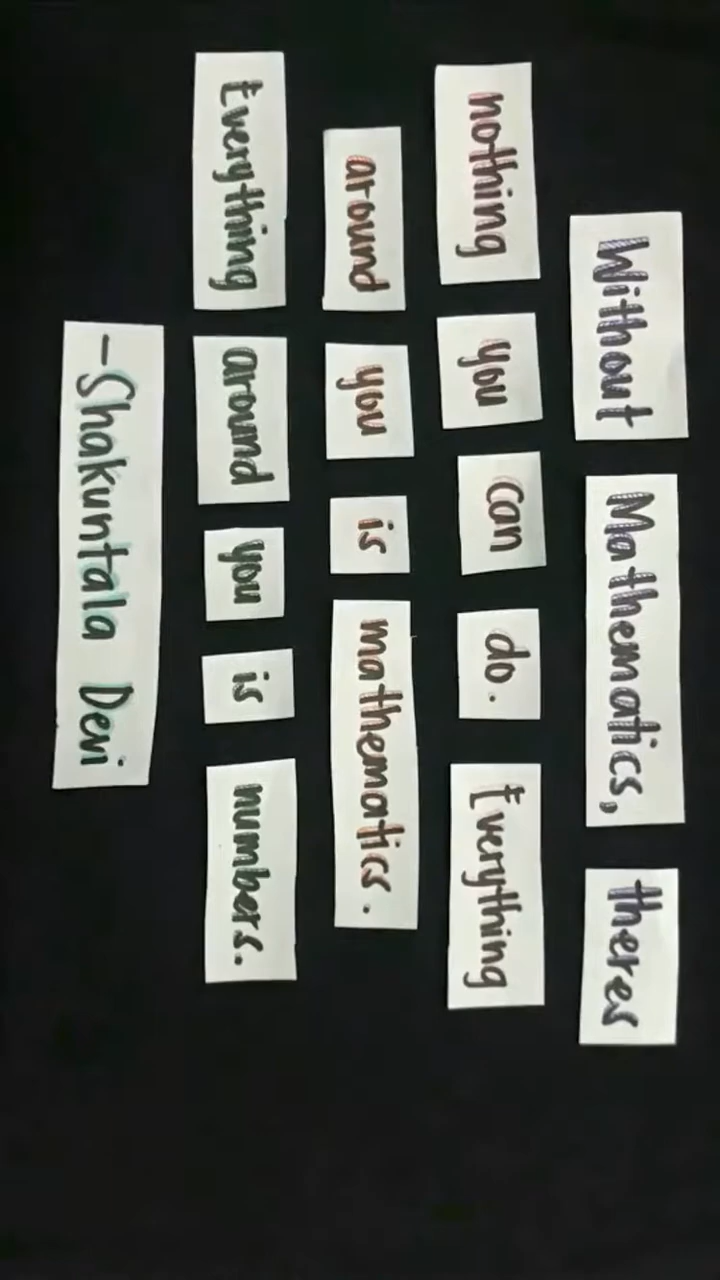 Without Mathematics, theres
nothing you can do. Everything
around you is mathematics.
Everything around you is numbers.
-Shakuntala Devi